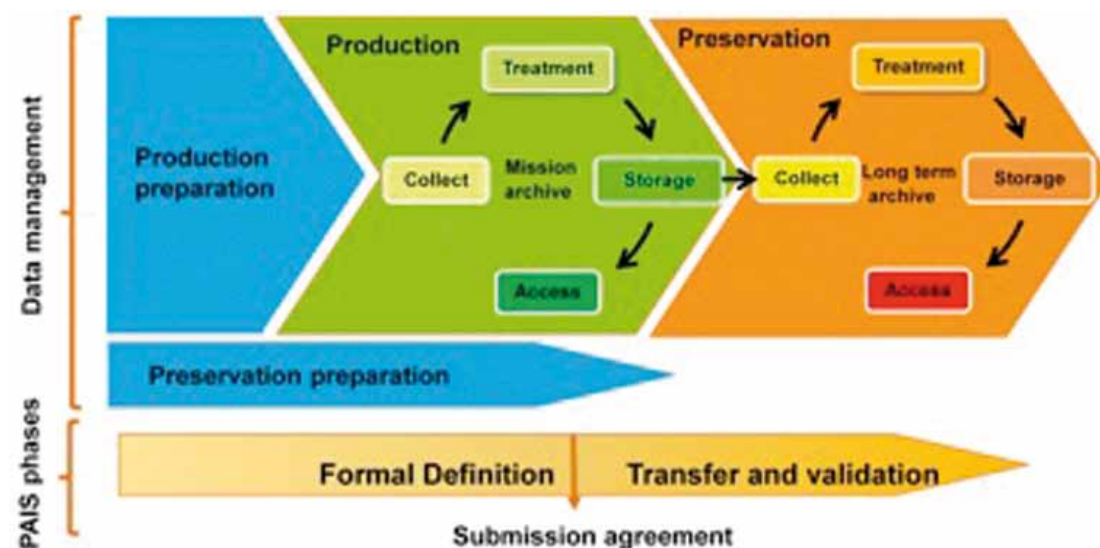 Data management
Production
preparation
Production
Treatment
Collect
Mission
archive
Storage
Access
Preservation
Treatment
Collect
Long term
archive
Storage
Access
Preservation preparation
PAIS phases
Formal Definition
Transfer and validation
Submission agreement